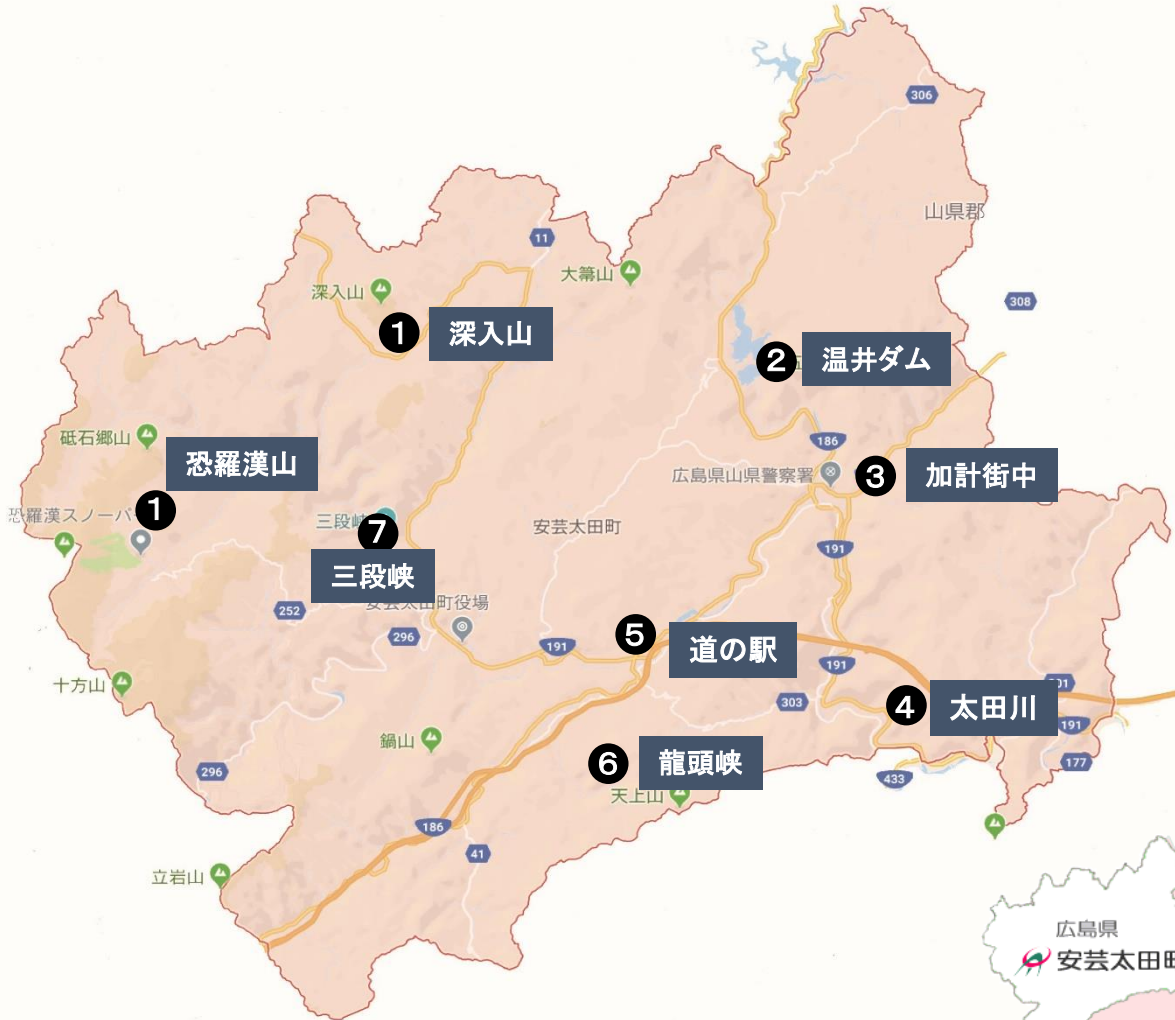 306
山県郡
11
大箒山
深入山
308
1
深入山
2
温井ダム
砥石郷山
186
恐羅漢山
広島県山県警察署
3
加計街中
1
恐羅漢スノーパ
三段峡
7
安芸太田町
191
三段峡
安芸太田町役場
252
296
5
道の駅
191
191
十方山
303
4
太田川
301
191
鍋山
6
龍頭峡
296
177
433
天上山
186
41
立岩山
広島県
安芸太田町